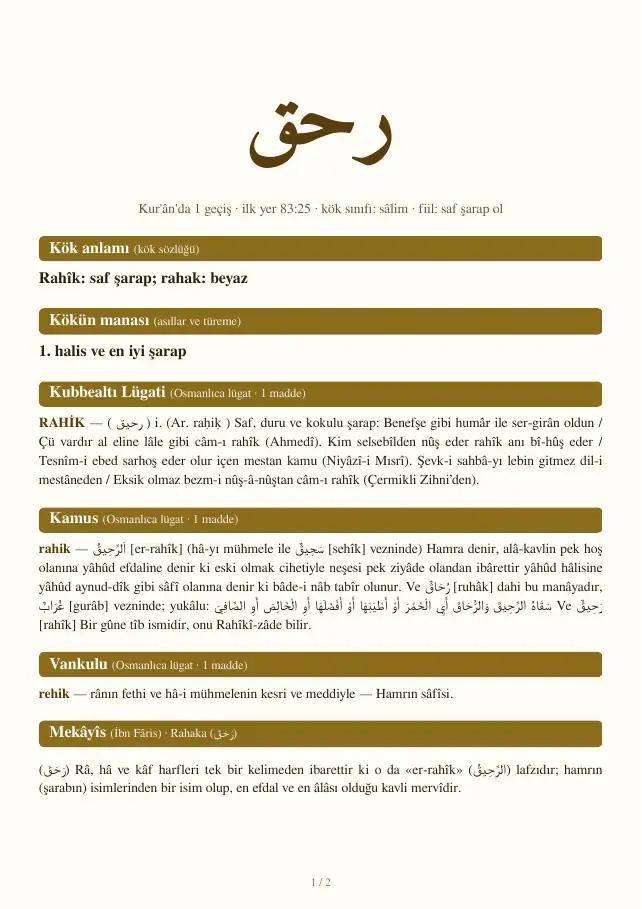 رحق
Kur'ân'da 1 geçiş · ilk yer 83:25 · kök sınıfı: sâlim · fiil: saf şarap ol
Kök anlamı (kök sözlüğü)
Rahîk: saf şarap; rahak: beyaz
Kökün manası (asıllar ve türeme)
1. halis ve en iyi şarap
Kubbealtı Lügati (Osmanlıca lügat · 1 madde)
RAHİK — ( رحيق ) i. (Ar. raḥiḳ ) Saf, duru ve kokulu şarap: Benefşe gibi humâr ile ser-girân oldun /
Çü vardır al eline lâle gibi câm-ı rahîk (Ahmedî). Kim selsebîlden nûş eder rahîk anı bî-hûş eder /
Tesnîm-i ebed sarhoş eder olur içen mestan kamu (Niyâzî-i Mısrî). Şevk-i sahbâ-yı lebin gitmez dil-i
mestâneden / Eksik olmaz bezm-i nûş-â-nûştan câm-ı rahîk (Çermikli Zihni'den).
Kamus (Osmanlıca lügat · 1 madde)
rahik — اَلرَّحِيقُ [er-rahîk] (hâ-yı mühmele ile سَحِيقٌ [sehîk] vezninde) Hamra denir, alâ-kavlin pek hoş
olanına yâhûd efdaline denir ki eski olmak cihetiyle neşesi pek ziyâde olandan ibârettir yâhûd hâlisine
yâhûd aynud-dîk gibi sâfî olanına denir ki bâde-i nâb tabîr olunur. Ve رُحَاقٌ [ruhâk] dahi bu manâyadır,
غُرَابٌ [gurâb] vezninde; yukâlu: سَقَاهُ الرَّحِيقَ وَالرُّحَاقَ أَيِ الْخَمْرَ أَوْ أَطْيَبَهَا أَوْ أَفْضَلَهَا أَوِ الْخَالِصَ أَوِ الصَّافِيَ Ve رَحِيقٌ
[rahîk] Bir gûne tîb ismidir, onu Rahîkî-zâde bilir.
Vankulu (Osmanlıca lügat · 1 madde)
rehik — rânın fethi ve hâ-i mühmelenin kesri ve meddiyle — Hamrın sâfîsi.
Mekâyîs (İbn Fâris) · Rahaka (رَحَقَ)
(رَحَقَ) Râ, hâ ve kâf harfleri tek bir kelimeden ibarettir ki o da «er-rahîk» (الرَّحِيقُ) lafzıdır; hamrın
(şarabın) isimlerinden bir isim olup, en efdal ve en âlâsı olduğu kavli mervîdir.
1 / 2